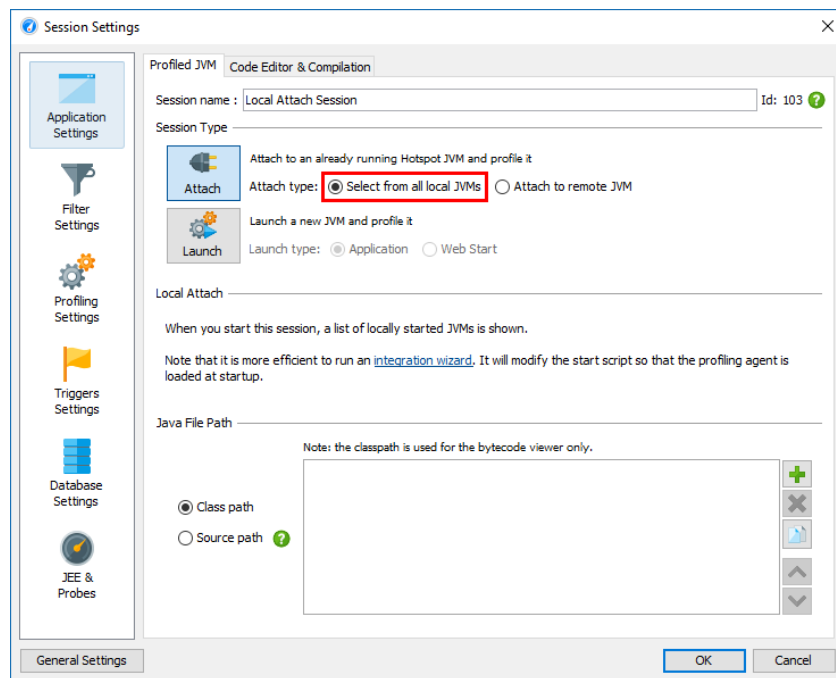 Session Settings
Profiled JVM
Code Editor & Compilation
Session name :
Local Attach Session
Id: 103
Session Type
Attach
Attach to an already running Hotspot JVM and profile it
Attach type:
Select from all local JVMs
Attach to remote JVM
Launch
Launch a new JVM and profile it
Launch type:
Application
Web Start
Local Attach
When you start this session, a list of locally started JVMs is shown.
Note that it is more efficient to run an integration wizard. It will modify the start script so that the profiling agent is
loaded at startup.
Java File Path
Note: the classpath is used for the bytecode viewer only.
Class path
Source path
Application
Settings
Filter
Settings
Profiling
Settings
Triggers
Settings
Database
Settings
JEE &
Probes
General Settings
OK
Cancel